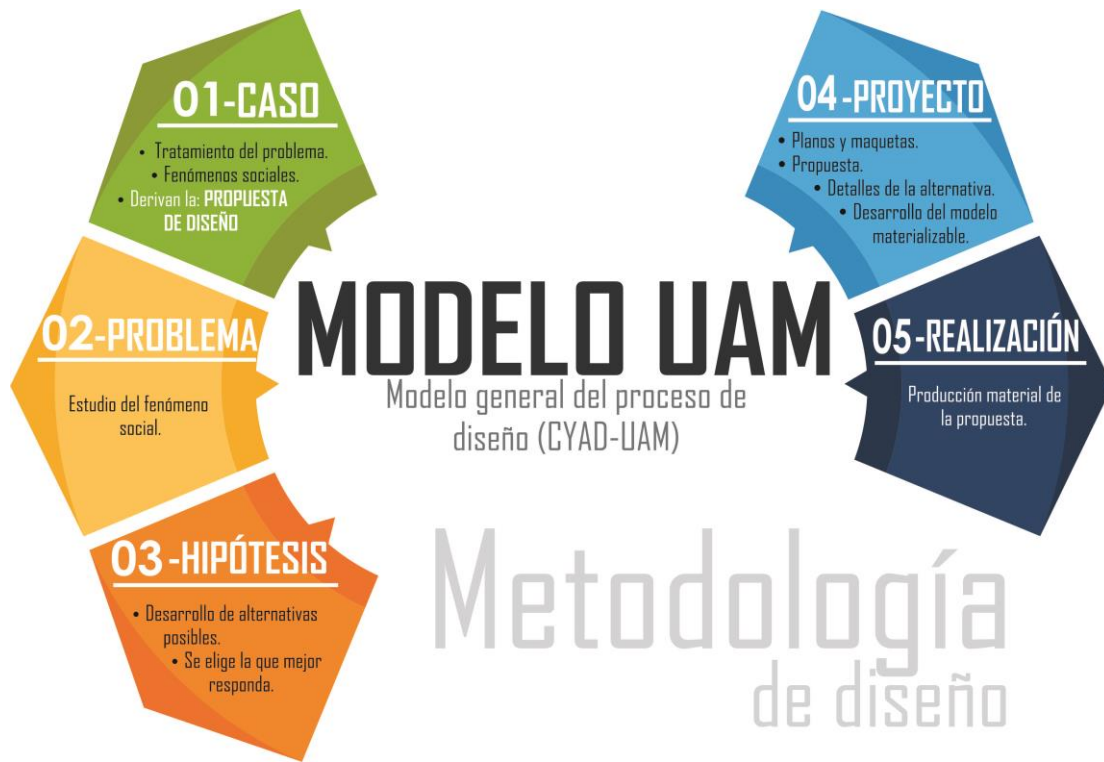 01-CASO
• Tratamiento del problema.
• Fenómenos sociales.
• Derivan la: PROPUESTA
DE DISEÑO
02-PROBLEMA
Estudio del fenómeno
social.
03-HIPÓTESIS
• Desarrollo de alternativas
posibles.
• Se elige la que mejor
responda.
MODELO UAM
Modelo general del proceso de
diseño (CYAD-UAM)
04-PROYECTO
• Planos y maquetas.
• Propuesta.
• Detalles de la alternativa.
• Desarrollo del modelo
materializable.
05-REALIZACIÓN
Producción material de
la propuesta.
Metodología
de diseño